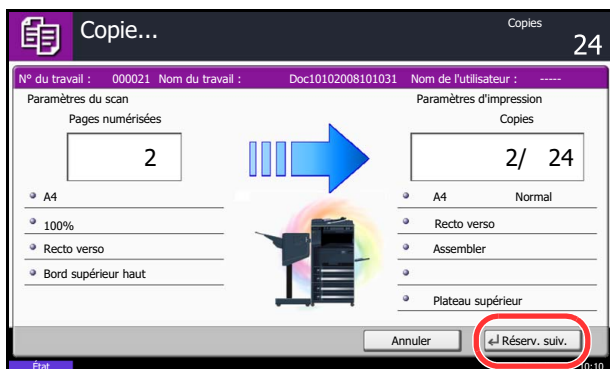 Copie...
Copies
24
N° du travail : 000021 Nom du travail : Doc10102008101031 Nom de l'utilisateur : -----
Paramètres du scan
Paramètres d'impression
Pages numérisées
Copies
2
2/ 24
A4
A4 Normal
100%
Recto verso
Recto verso
Assembler
Bord supérieur haut
Plateau supérieur
Annuler
Réserv. suiv.
État
10:10